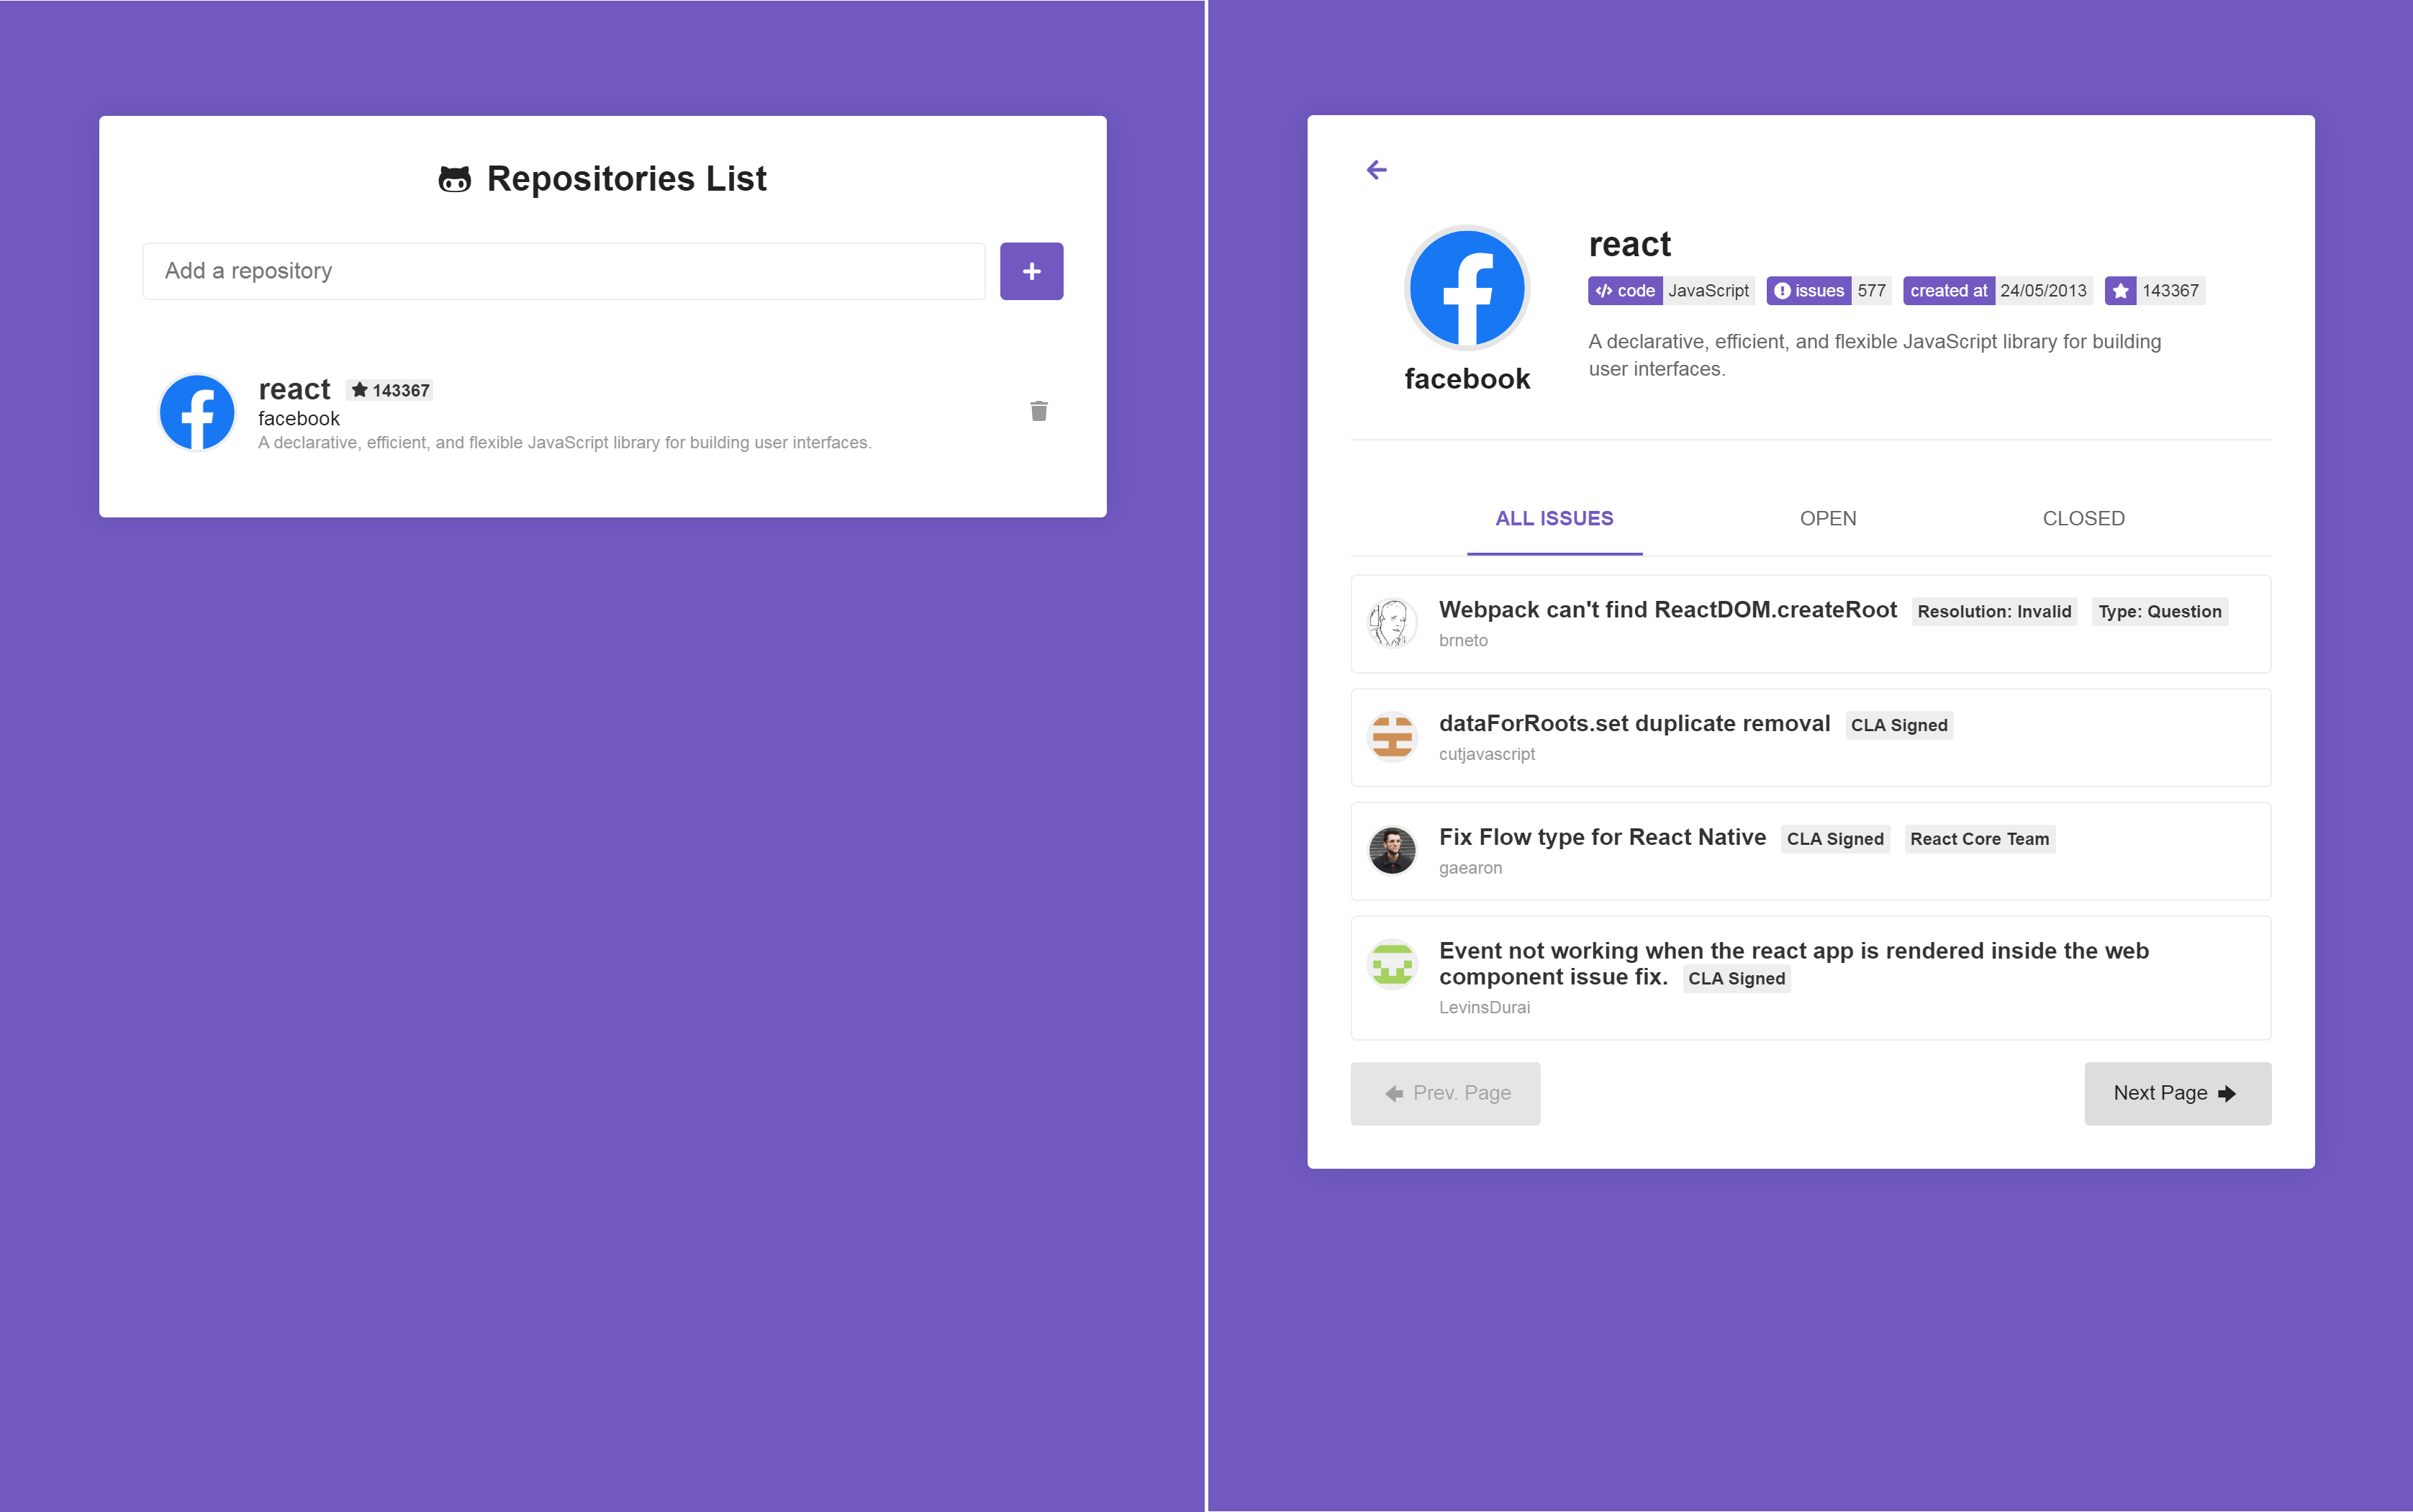 Repositories List
Add a repository
react 143367
facebook
A declarative, efficient, and flexible JavaScript library for building user interfaces.
react
code JavaScript issues 577 created at 24/05/2013 143367
A declarative, efficient, and flexible JavaScript library for building
user interfaces.
facebook
ALL ISSUES OPEN CLOSED
Webpack can't find ReactDOM.createRoot Resolution: Invalid Type: Question
brneto
dataForRoots.set duplicate removal CLA Signed
cutjavascript
Fix Flow type for React Native CLA Signed React Core Team
gaearon
Event not working when the react app is rendered inside the web
component issue fix. CLA Signed
LevinsDurai
Prev. Page Next Page